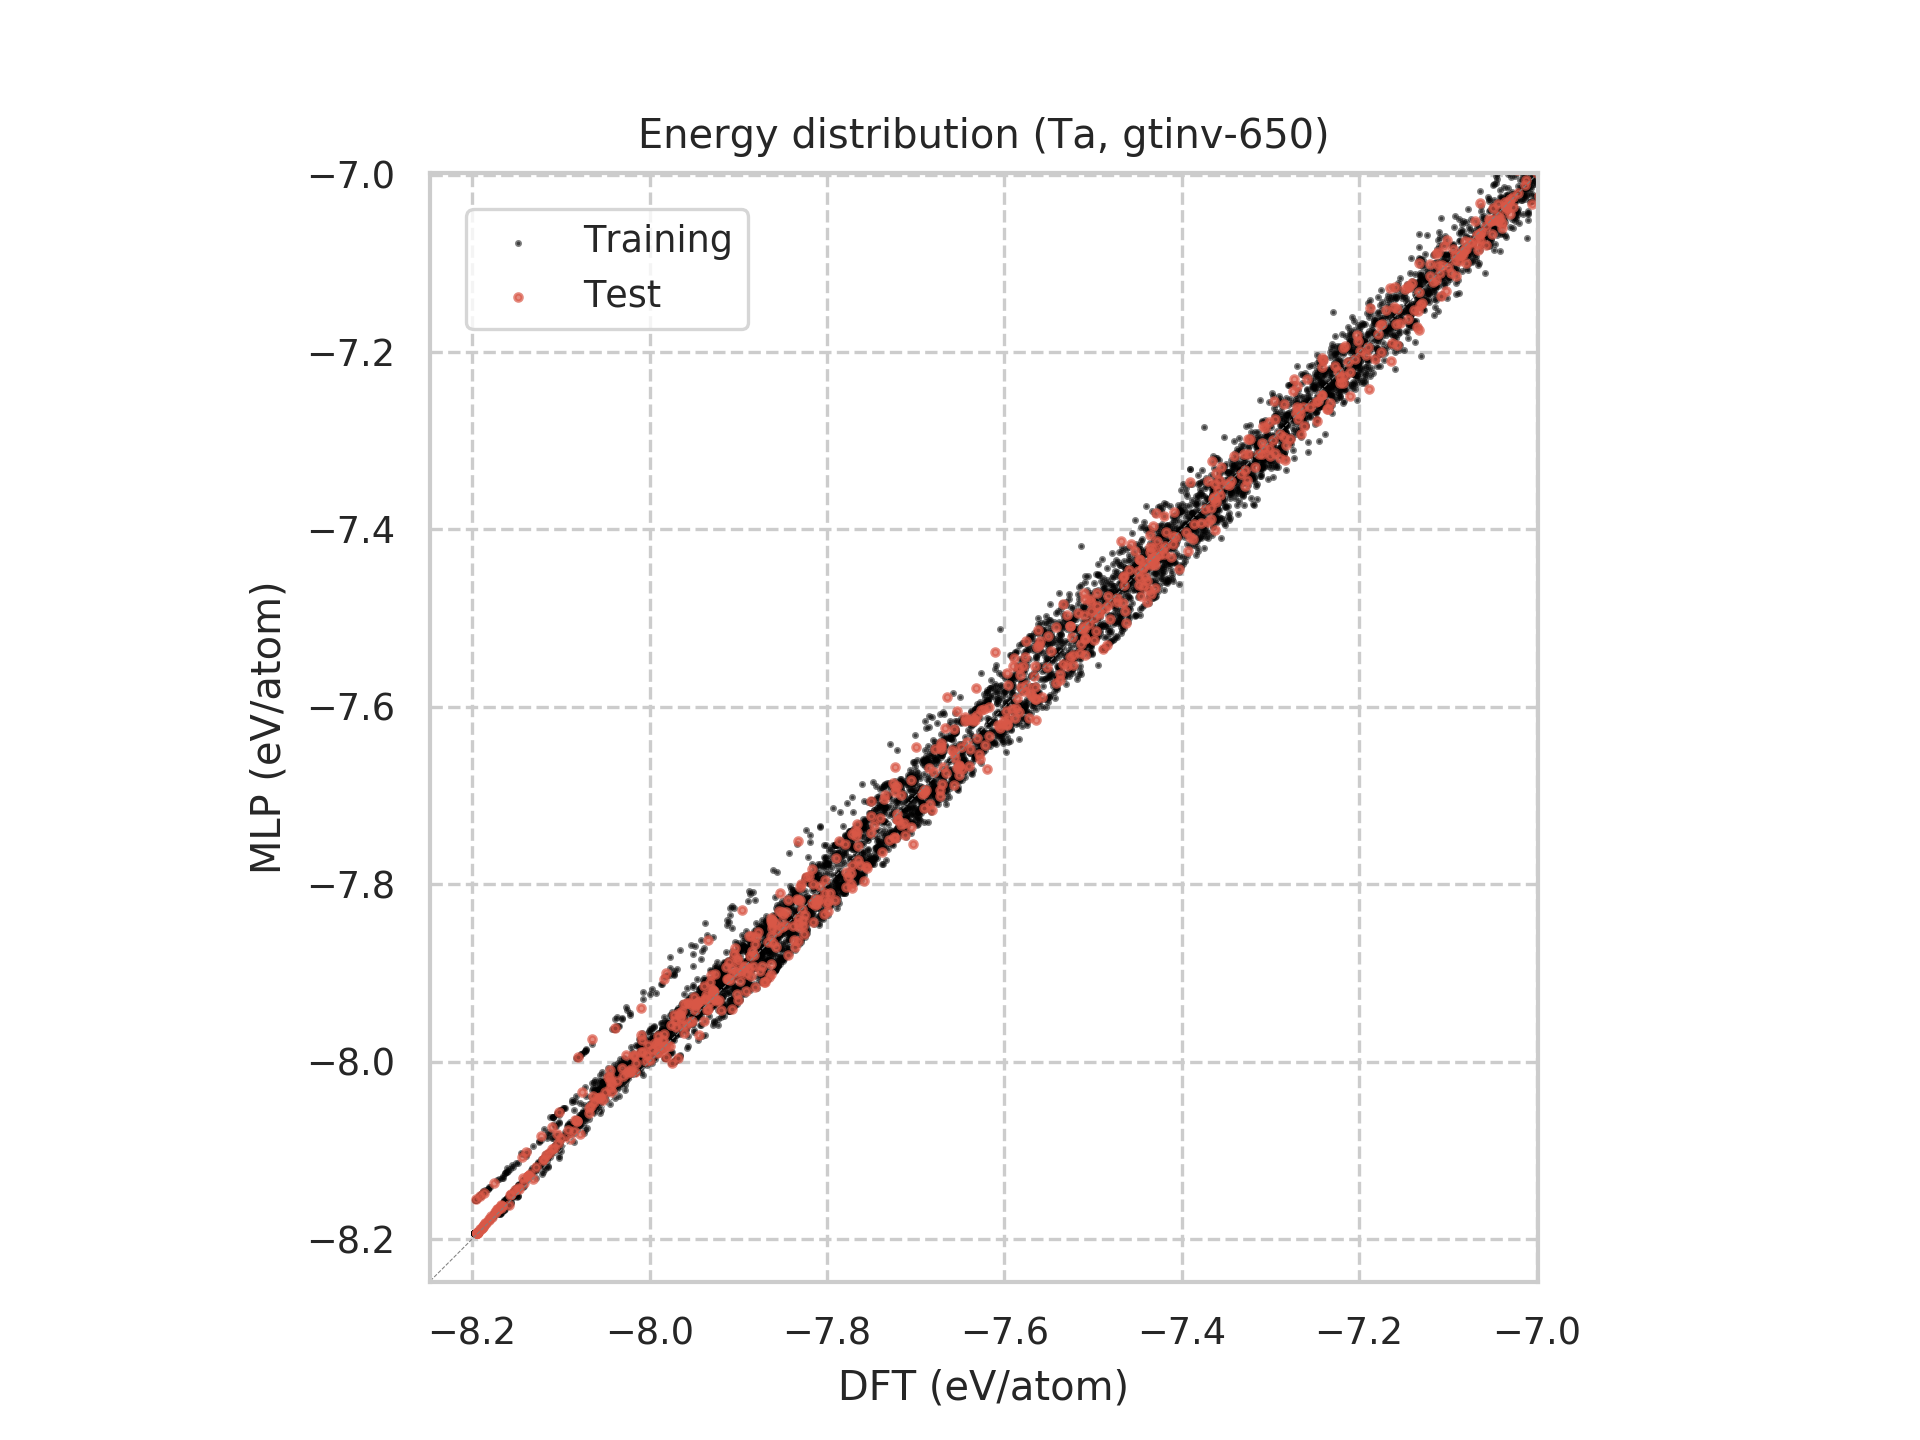 Energy distribution (Ta, gtinv-650)
Training
Test
MLP (eV/atom)
−7.0
−7.2
−7.4
−7.6
−7.8
−8.0
−8.2
−8.2 −8.0 −7.8 −7.6 −7.4 −7.2 −7.0
DFT (eV/atom)